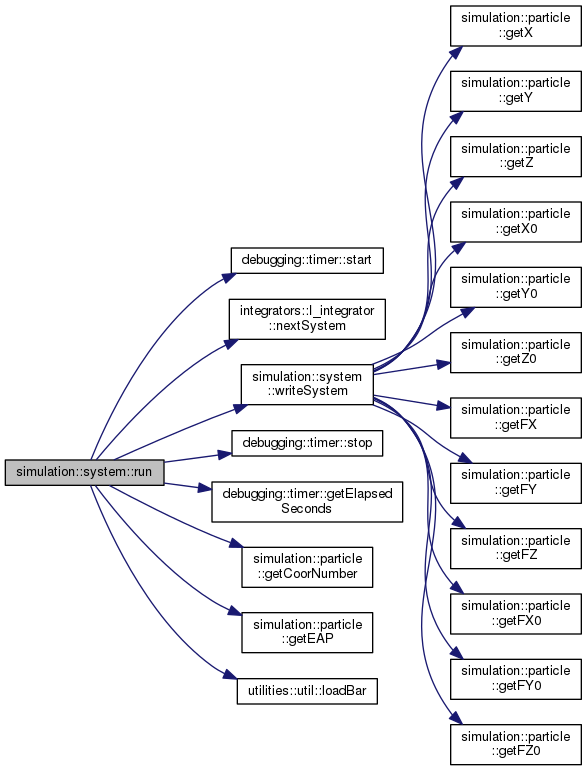 simulation::system::run
debugging::timer::start
integrators::I_integrator
::nextSystem
simulation::system
::writeSystem
debugging::timer::stop
debugging::timer::getElapsed
Seconds
simulation::particle
::getCoorNumber
simulation::particle
::getEAP
utilities::util::loadBar
simulation::particle
::getX
simulation::particle
::getY
simulation::particle
::getZ
simulation::particle
::getX0
simulation::particle
::getY0
simulation::particle
::getZ0
simulation::particle
::getFX
simulation::particle
::getFY
simulation::particle
::getFZ
simulation::particle
::getFX0
simulation::particle
::getFY0
simulation::particle
::getFZ0